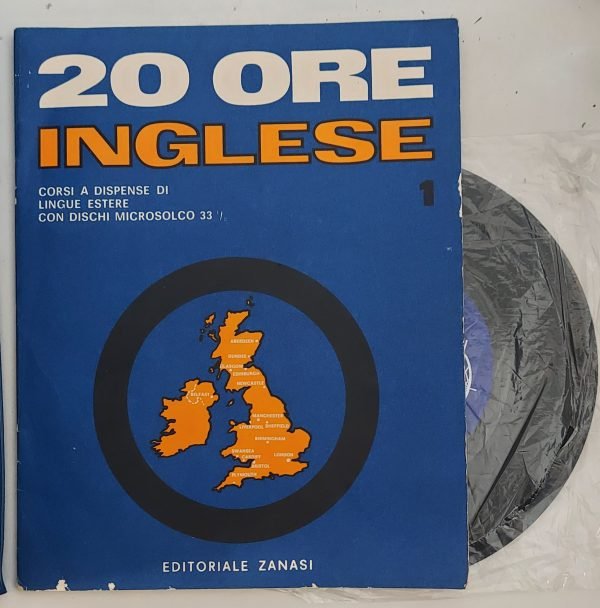 20 ORE
INGLESE
CORSI A DISPENSE DI
LINGUE ESTERE
CON DISCHI MICROSOLCO 33
1
ABERDEEN
DUNDEE
GLASGOW
EDINBURGH
NEWCASTLE
BELFAST
MANCHESTER
LIVERPOOL SHEFFIELD
BIRMINGHAM
SWANSEA
CARDIFF LONDON
BRISTOL
PLYMOUTH
EDITORIALE ZANASI